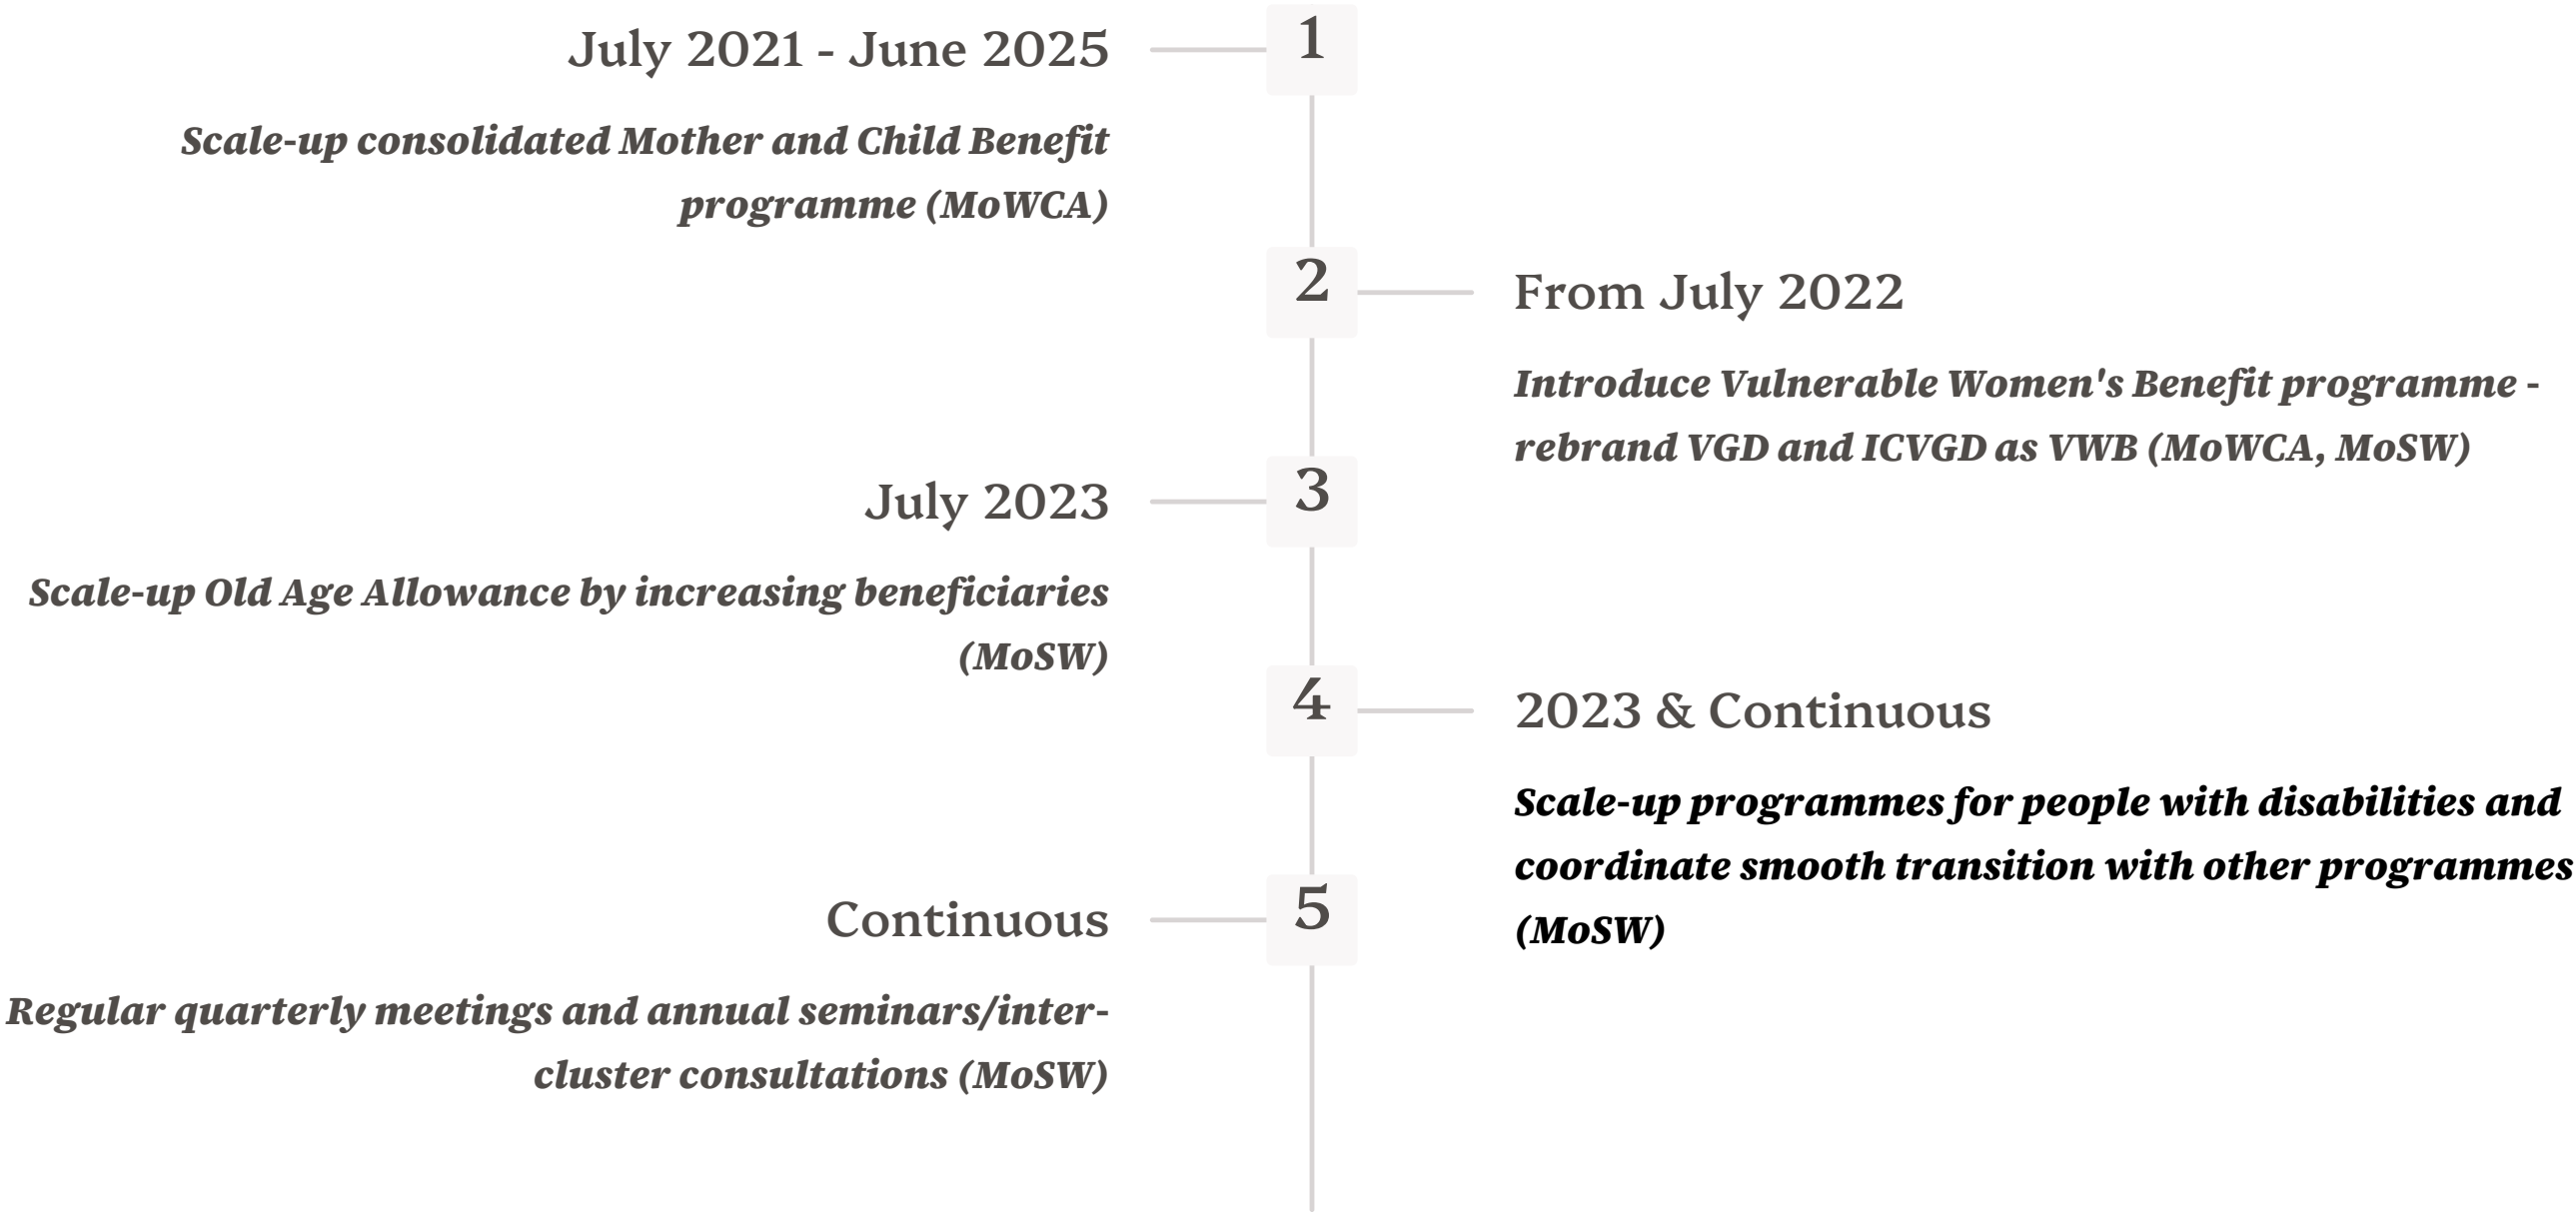 1
July 2021 - June 2025
Scale-up consolidated Mother and Child Benefit
programme (MoWCA)
2
From July 2022
Introduce Vulnerable Women's Benefit programme -
rebrand VGD and ICVGD as VWB (MoWCA, MoSW)
3
July 2023
Scale-up Old Age Allowance by increasing beneficiaries
(MoSW)
4
2023 & Continuous
Scale-up programmes for people with disabilities and
coordinate smooth transition with other programmes
(MoSW)
5
Continuous
Regular quarterly meetings and annual seminars/inter-
cluster consultations (MoSW)